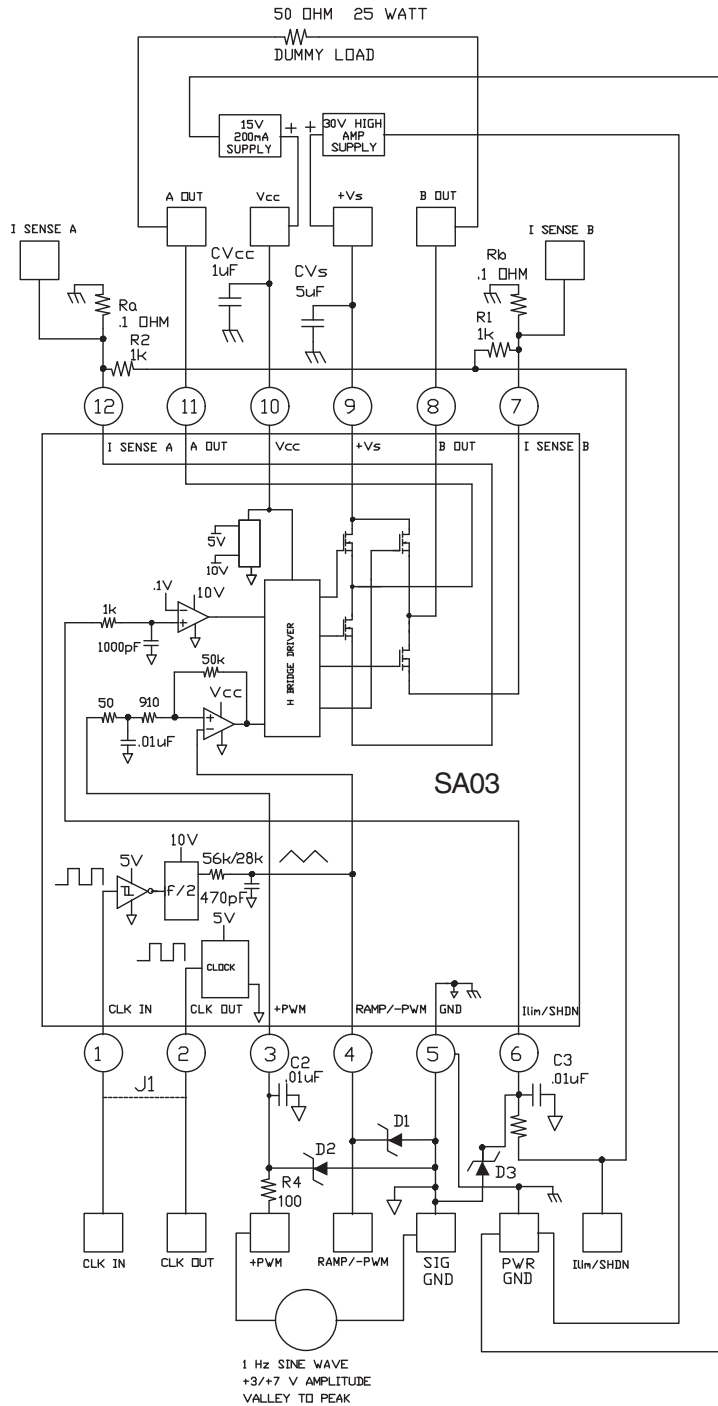 50 OHM 25 WATT
DUMMY LOAD
15V
200mA
SUPPLY
+ +
30V HIGH
AMP
SUPPLY
A OUT
Vcc
+Vs
B OUT
I SENSE A
I SENSE B
CVcc
1uF
CVs
5uF
Rb
.1 OHM
Ra
.1 OHM
R2
1k
R1
1k
12
11
10
9
8
7
I SENSE A
A OUT
Vcc
+Vs
B OUT
I SENSE B
5V
10V
.1V
10V
1k
1000pF
H BRIDGE DRIVER
50k
50
910
Vcc
.01uF
SA03
10V
5V
56k/28k
f/2
470pF
5V
CLOCK
CLK IN
CLK OUT
+PWM
RAMP/-PWM
GND
Ilim/SHDN
1
2
3
4
5
6
J1
C2
.01uF
C3
.01uF
D1
D2
D3
R4
100
CLK IN
CLK OUT
+PWM
RAMP/-PWM
SIG
GND
PWR
GND
Ilim/SHDN
1 Hz SINE WAVE
+3/+7 V AMPLITUDE
VALLEY TO PEAK